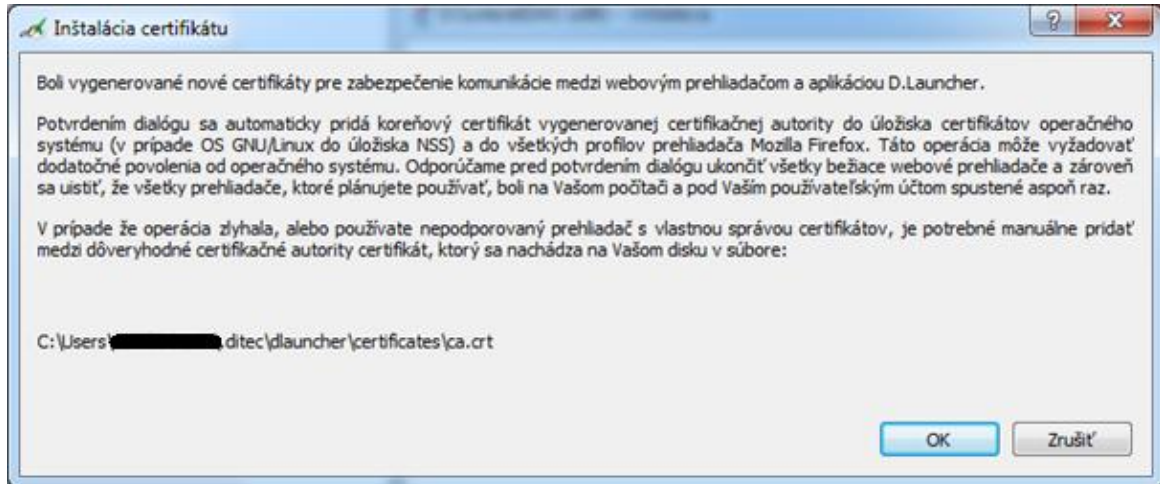 Inštalácia certifikátu
Boli vygenerované nové certifikáty pre zabezpečenie komunikácie medzi webovým prehliadačom a aplikáciou D.Launcher.
Potvrdením dialógu sa automaticky pridá koreňový certifikát vygenerovanej certifikačnej autority do úložiska certifikátov operačného
systému (v prípade OS GNU/Linux do úložiska NSS) a do všetkých profilov prehliadača Mozilla Firefox. Táto operácia môže vyžadovať
dodatočné povolenia od operačného systému. Odporúčame pred potvrdením dialógu ukončiť všetky bežiace webové prehliadače a zároveň
sa uistiť, že všetky prehliadače, ktoré plánujete používať, boli na Vašom počítači a pod Vaším používateľským účtom spustené aspoň raz.
V prípade že operácia zlyhala, alebo používate nepodporovaný prehliadač s vlastnou správou certifikátov, je potrebné manuálne pridať
medzi dôveryhodné certifikačné autority certifikát, ktorý sa nachádza na Vašom disku v súbore:
C:\Users\ .ditec\dlauncher\certificates\ca.crt
OK Zrušiť